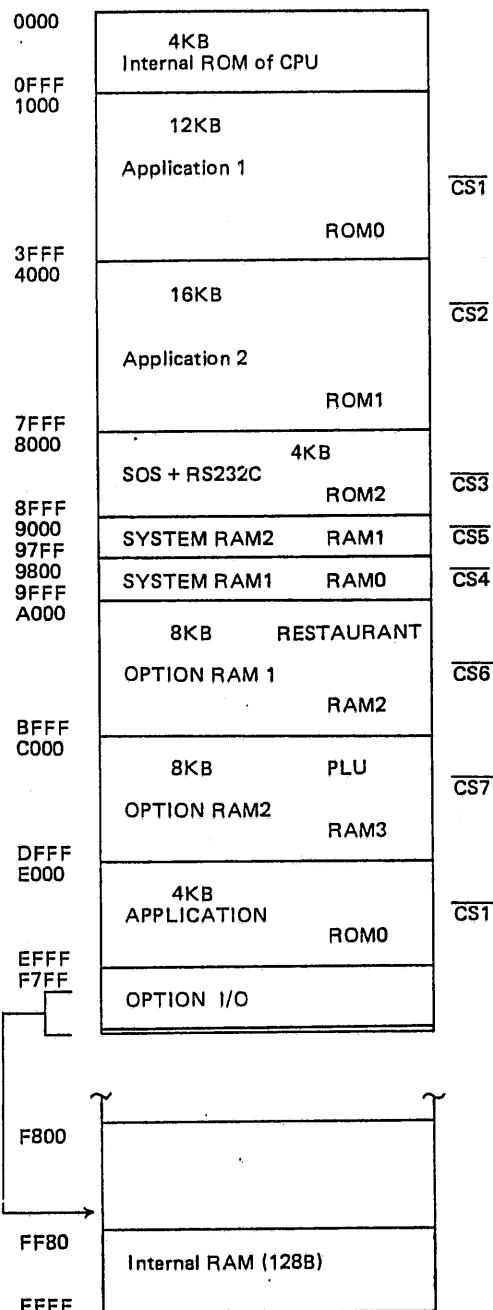 0000
4KB
Internal ROM of CPU
0FFF
1000
12KB
Application 1
CS1
ROM0
3FFF
4000
16KB
CS2
Application 2
ROM1
7FFF
8000
4KB
SOS + RS232C
CS3
ROM2
8FFF
9000
SYSTEM RAM2 RAM1 CS5
97FF
9800
SYSTEM RAM1 RAM0 CS4
9FFF
A000
8KB RESTAURANT
OPTION RAM 1 CS6
RAM2
BFFF
C000
8KB PLU
CS7
OPTION RAM2
RAM3
DFFF
E000
4KB
APPLICATION CS1
ROM0
EFFF
F7FF
OPTION I/O
F800
FF80
Internal RAM (128B)
FFFF